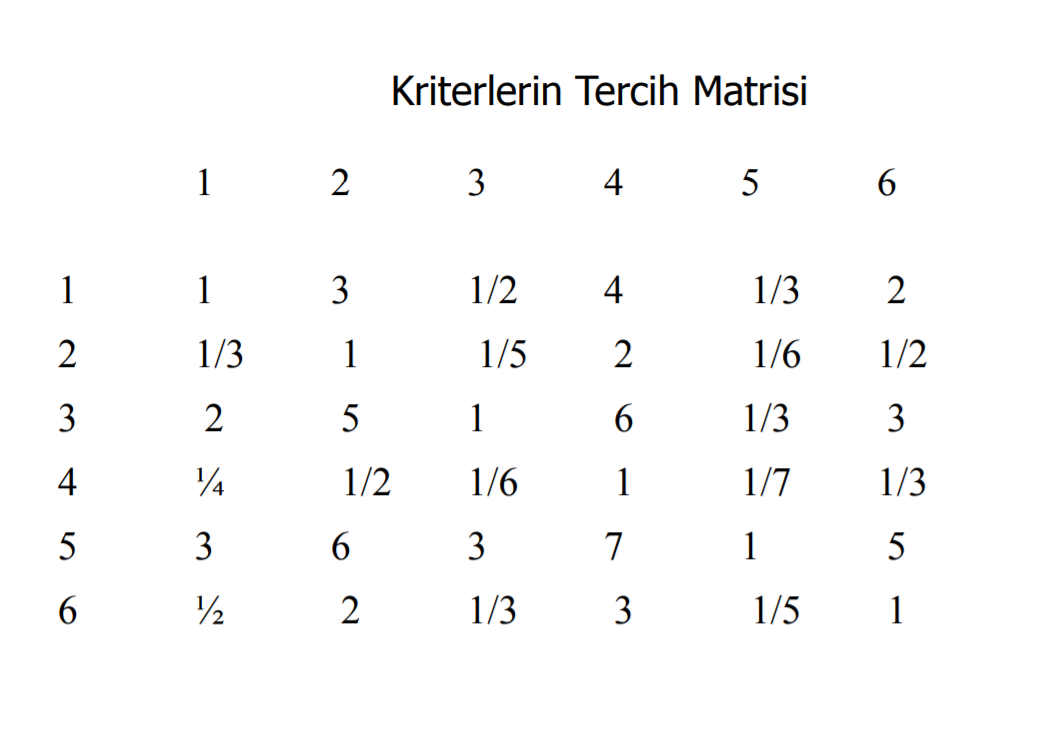 Kriterlerin Tercih Matrisi
1 2 3 4 5 6
1 1 3 1/2 4 1/3 2
2 1/3 1 1/5 2 1/6 1/2
3 2 5 1 6 1/3 3
4 ¼ 1/2 1/6 1 1/7 1/3
5 3 6 3 7 1 5
6 ½ 2 1/3 3 1/5 1